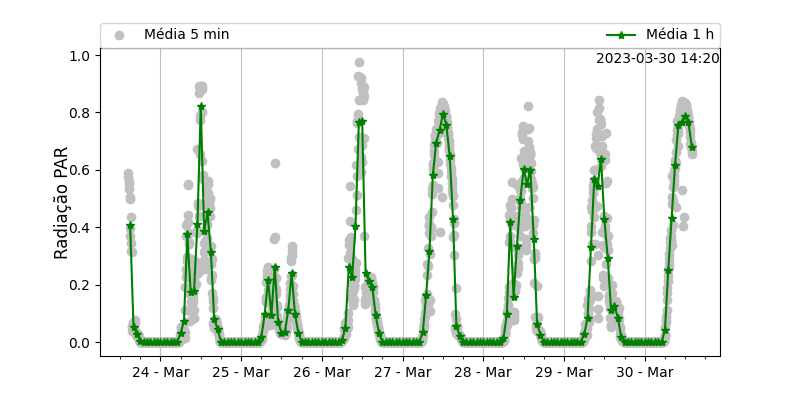 Média 5 min
Média 1 h
2023-03-30 14:20
Radiação PAR
1.0
0.8
0.6
0.4
0.2
0.0
24 - Mar
25 - Mar
26 - Mar
27 - Mar
28 - Mar
29 - Mar
30 - Mar